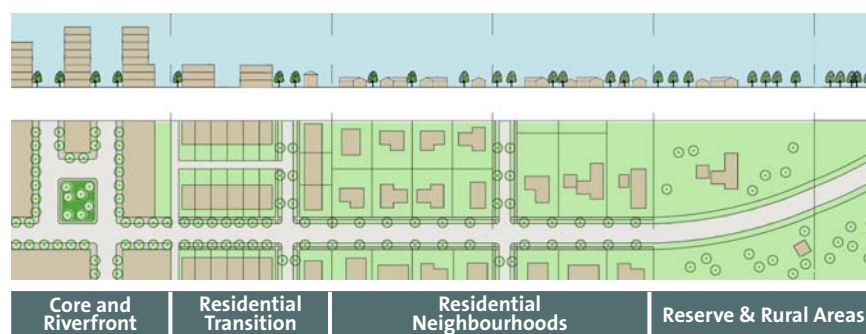 Core and
Riverfront
Residential
Transition
Residential
Neighbourhoods
Reserve & Rural Areas